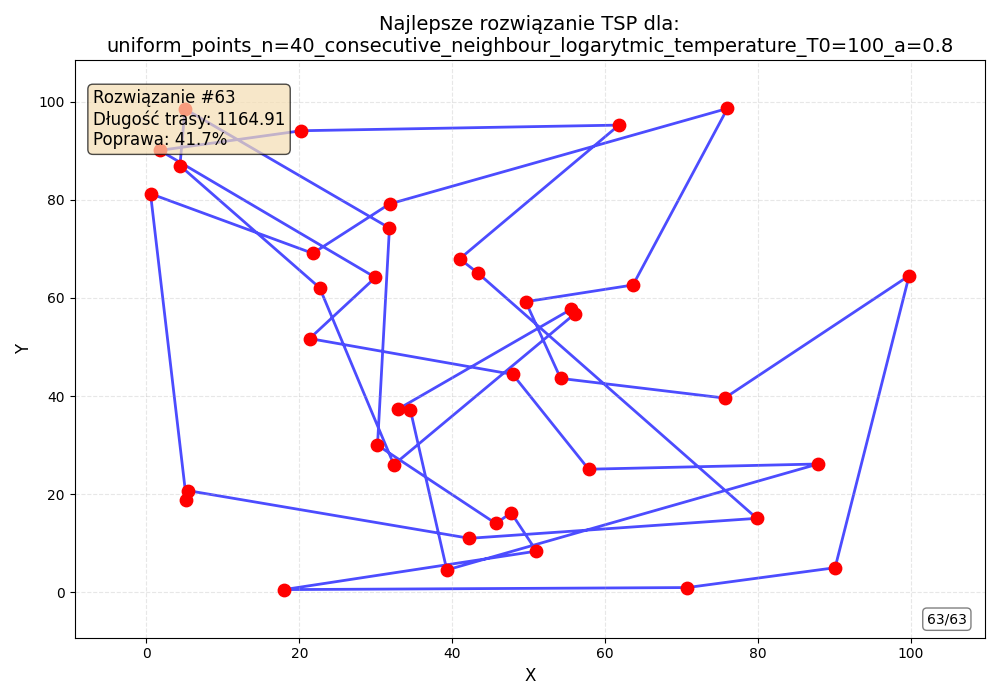 Najlepsze rozwiązanie TSP dla:
uniform_points_n=40_consecutive_neighbour_logarytmic_temperature_T0=100_a=0.8
Rozwiązanie #63
Długość trasy: 1164.91
Poprawa: 41.7%
100
80
60
40
20
0
Y
0 20 40 60 80 100
X
63/63